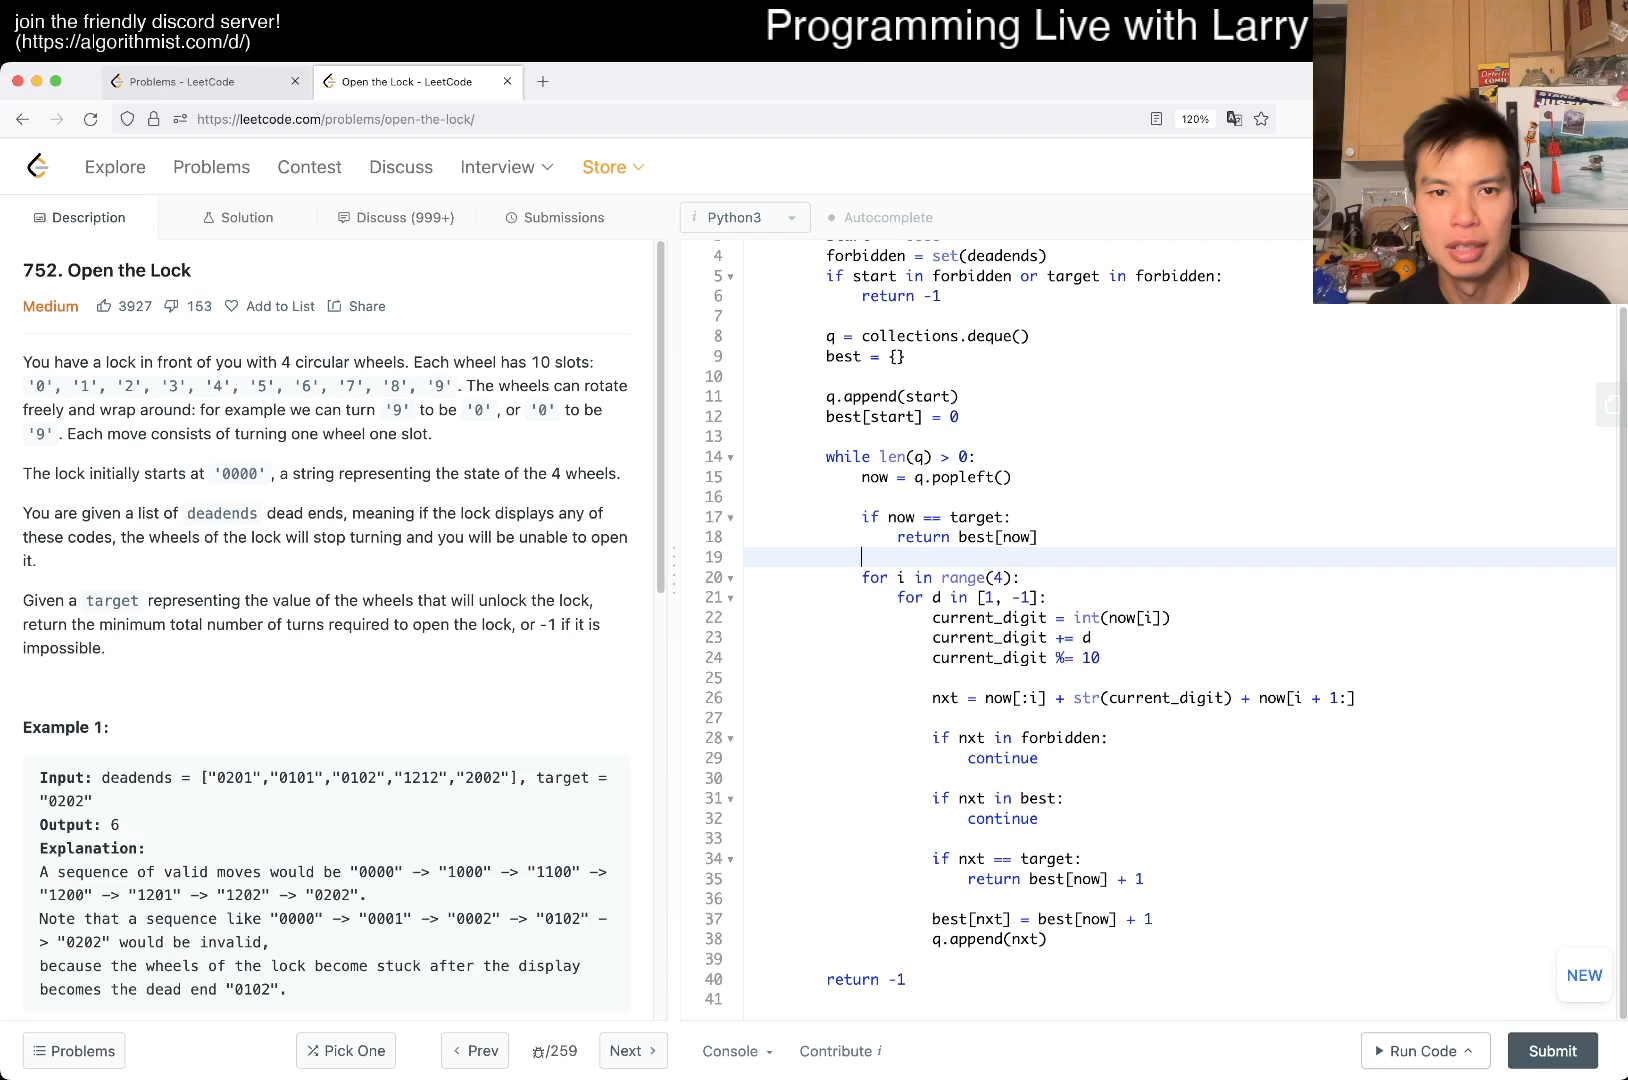 join the friendly discord server!
(https://algorithmist.com/d/)
Programming Live with Larry
Problems - LeetCode
Open the Lock - LeetCode
https://leetcode.com/problems/open-the-lock/
120%
Explore
Problems
Contest
Discuss
Interview
Store
Description
Solution
Discuss (999+)
Submissions
i Python3
Autocomplete
752. Open the Lock
Medium
3927
153
Add to List
Share
You have a lock in front of you with 4 circular wheels. Each wheel has 10 slots:
'0', '1', '2', '3', '4', '5', '6', '7', '8', '9'. The wheels can rotate
freely and wrap around: for example we can turn '9' to be '0', or '0' to be
'9'. Each move consists of turning one wheel one slot.
The lock initially starts at '0000', a string representing the state of the 4 wheels.
You are given a list of deadends dead ends, meaning if the lock displays any of
these codes, the wheels of the lock will stop turning and you will be unable to open
it.
Given a target representing the value of the wheels that will unlock the lock,
return the minimum total number of turns required to open the lock, or -1 if it is
impossible.
Example 1:
Input: deadends = ["0201","0101","0102","1212","2002"], target =
"0202"
Output: 6
Explanation:
A sequence of valid moves would be "0000" -> "1000" -> "1100" ->
"1200" -> "1201" -> "1202" -> "0202".
Note that a sequence like "0000" -> "0001" -> "0002" -> "0102" -
> "0202" would be invalid,
because the wheels of the lock become stuck after the display
becomes the dead end "0102".
4 forbidden = set(deadends)
5 if start in forbidden or target in forbidden:
6 return -1
7
8 q = collections.deque()
9 best = {}
10
11 q.append(start)
12 best[start] = 0
13
14 while len(q) > 0:
15 now = q.popleft()
16
17 if now == target:
18 return best[now]
19
20 for i in range(4):
21 for d in [1, -1]:
22 current_digit = int(now[i])
23 current_digit += d
24 current_digit %= 10
25
26 nxt = now[:i] + str(current_digit) + now[i + 1:]
27
28 if nxt in forbidden:
29 continue
30
31 if nxt in best:
32 continue
33
34 if nxt == target:
35 return best[now] + 1
36
37 best[nxt] = best[now] + 1
38 q.append(nxt)
39
40 return -1
41
NEW
Problems
Pick One
Prev
/259
Next
Console
Contribute i
Run Code
Submit